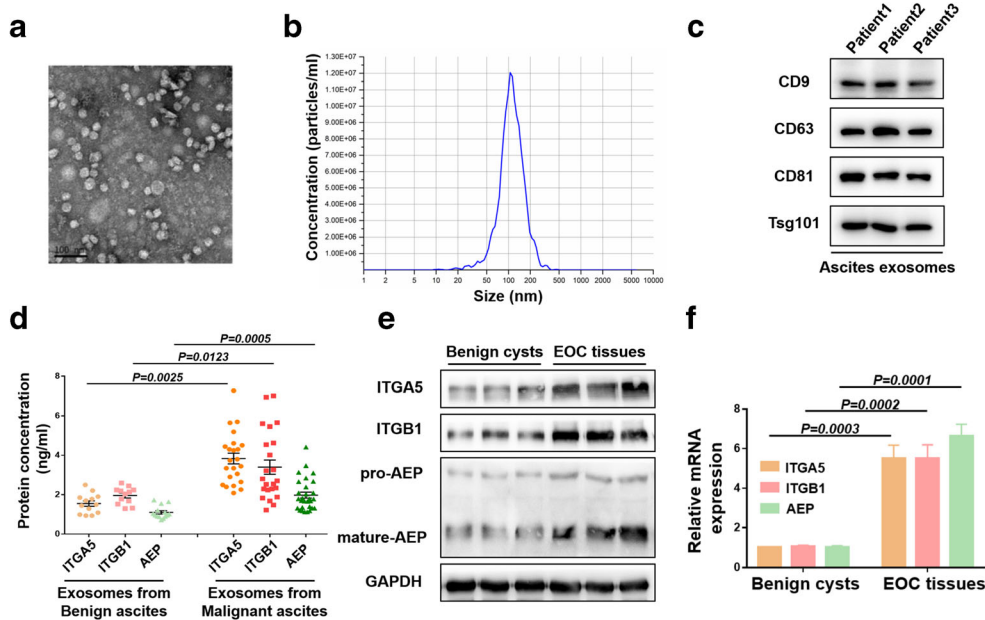 a
100 nm
b
Concentration (particles/ml)
1.30E+07
1.20E+07
1.10E+07
1.00E+07
9.00E+06
8.00E+06
7.00E+06
6.00E+06
5.00E+06
4.00E+06
3.00E+06
2.00E+06
1.00E+06
1 2 5 10 20 50 100 200 500 1000 2000 5000 10000
Size (nm)
c
Patient1 Patient2 Patient3
CD9
CD63
CD81
Tsg101
Ascites exosomes
d
P=0.0005
P=0.0123
P=0.0025
Protein concentration
(ng/ml)
8
6
4
2
0
ITGA5 ITGB1 AEP ITGA5 ITGB1 AEP
Exosomes from
Benign ascites
Exosomes from
Malignant ascites
e
Benign cysts EOC tissues
ITGA5
ITGB1
pro-AEP
mature-AEP
GAPDH
f
P=0.0001
P=0.0002
P=0.0003
Relative mRNA
expression
8
6
4
2
0
ITGA5
ITGB1
AEP
Benign cysts EOC tissues